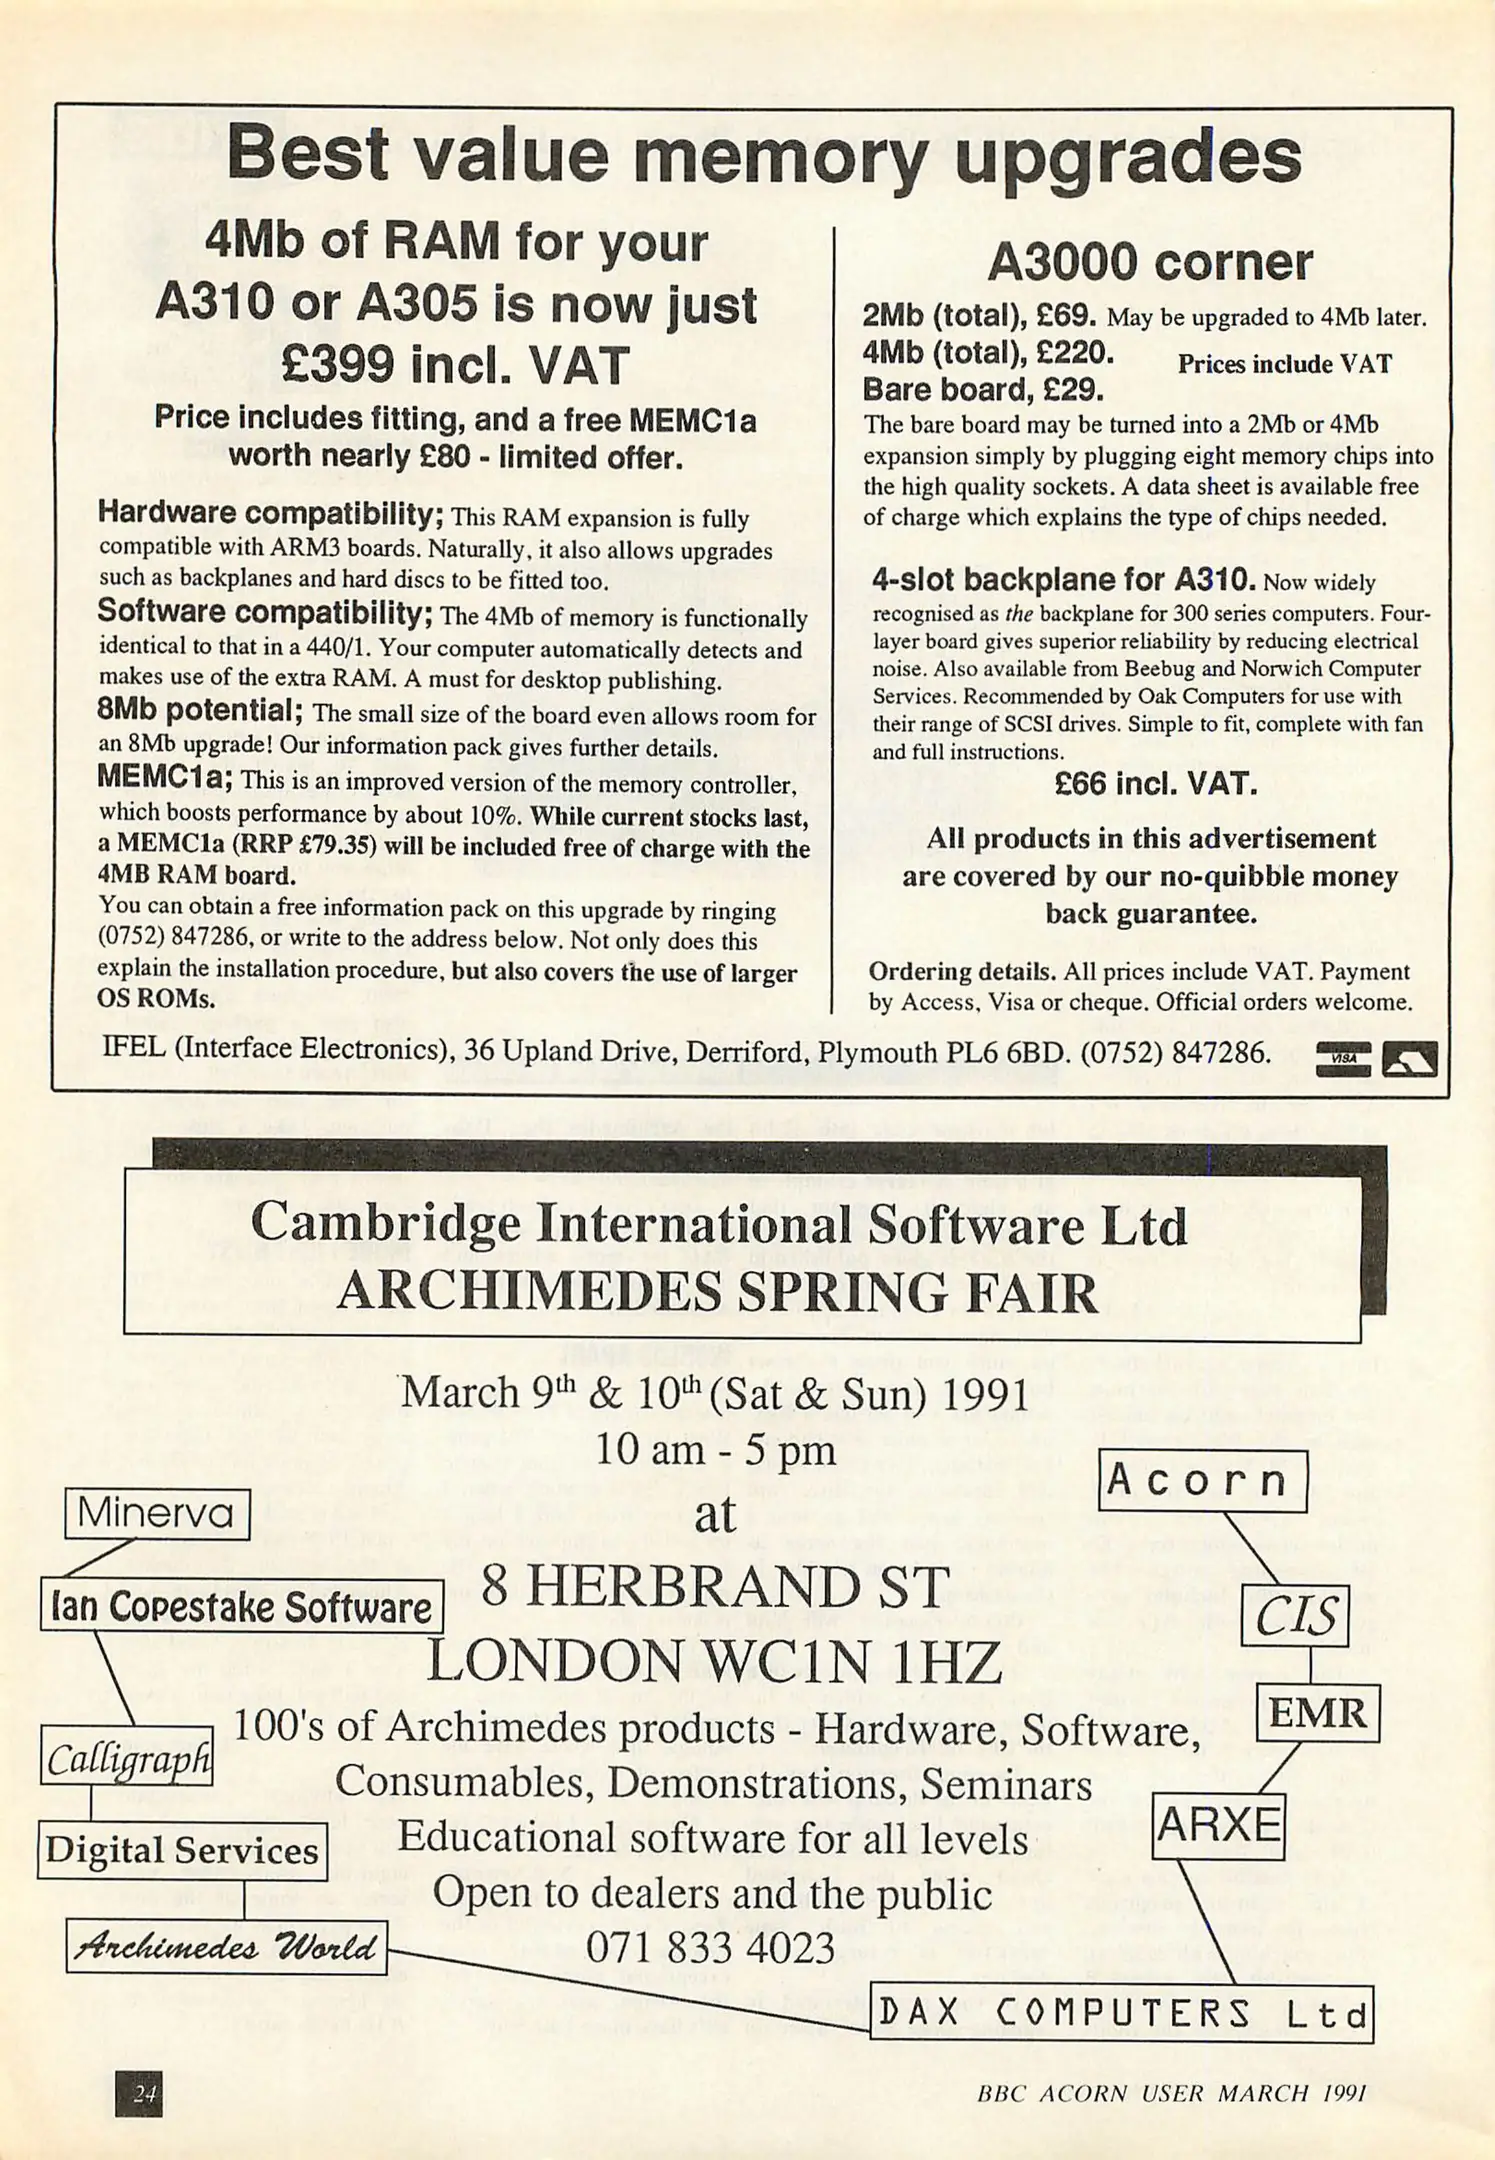 Best value memory upgrades
4Mb of RAM for your
A310 or A305 is now just
£399 incl. VAT
Price includes fitting, and a free MEMC1a
worth nearly £80 - limited offer.
Hardware compatibility; This RAM expansion is fully
compatible with ARM3 boards. Naturally, it also allows upgrades
such as backplanes and hard discs to be fitted too.
Software compatibility; The 4Mb of memory is functionally
identical to that in a 440/1. Your computer automatically detects and
makes use of the extra RAM. A must for desktop publishing.
8Mb potential; The small size of the board even allows room for
an 8Mb upgrade! Our information pack gives further details.
MEMC1a; This is an improved version of the memory controller,
which boosts performance by about 10%. While current stocks last,
a MEMC1a (RRP £79.35) will be included free of charge with the
4MB RAM board.
You can obtain a free information pack on this upgrade by ringing
(0752) 847286, or write to the address below. Not only does this
explain the installation procedure, but also covers the use of larger
OS ROMs.
A3000 corner
2Mb (total), £69. May be upgraded to 4Mb later.
4Mb (total), £220. Prices include VAT
Bare board, £29.
The bare board may be turned into a 2Mb or 4Mb
expansion simply by plugging eight memory chips into
the high quality sockets. A data sheet is available free
of charge which explains the type of chips needed.
4-slot backplane for A310. Now widely
recognised as the backplane for 300 series computers. Four-
layer board gives superior reliability by reducing electrical
noise. Also available from Beebug and Norwich Computer
Services. Recommended by Oak Computers for use with
their range of SCSI drives. Simple to fit, complete with fan
and full instructions.
£66 incl. VAT.
All products in this advertisement
are covered by our no-quibble money
back guarantee.
Ordering details. All prices include VAT. Payment
by Access, Visa or cheque. Official orders welcome.
IFEL (Interface Electronics), 36 Upland Drive, Derriford, Plymouth PL6 6BD. (0752) 847286.
VISA
Cambridge International Software Ltd
ARCHIMEDES SPRING FAIR
March 9th & 10th (Sat & Sun) 1991
10 am - 5 pm
at
8 HERBRAND ST
LONDON WC1N 1HZ
100's of Archimedes products - Hardware, Software,
Consumables, Demonstrations, Seminars
Educational software for all levels
Open to dealers and the public
071 833 4023
Minerva
Ian Copestake Software
Calligraph
Digital Services
Archimedes World
Acorn
CIS
EMR
ARXE
DAX COMPUTERS Ltd
24
BBC ACORN USER MARCH 1991